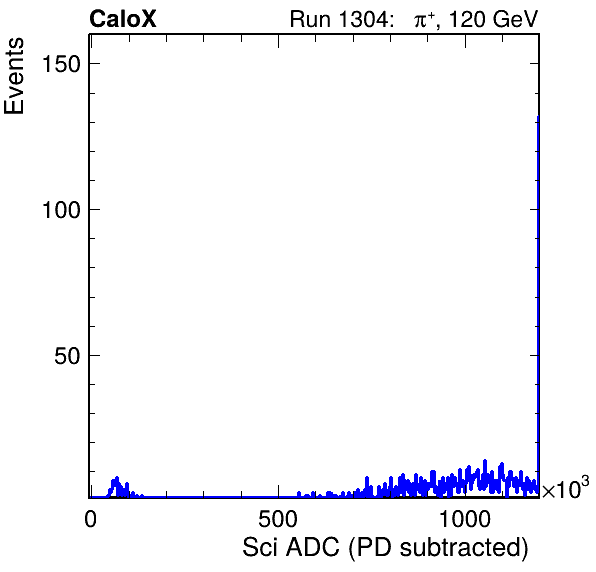 CaloX Run 1304: π⁺, 120 GeV
Events
150
100
50
0 500 1000 ×10³
Sci ADC (PD subtracted)